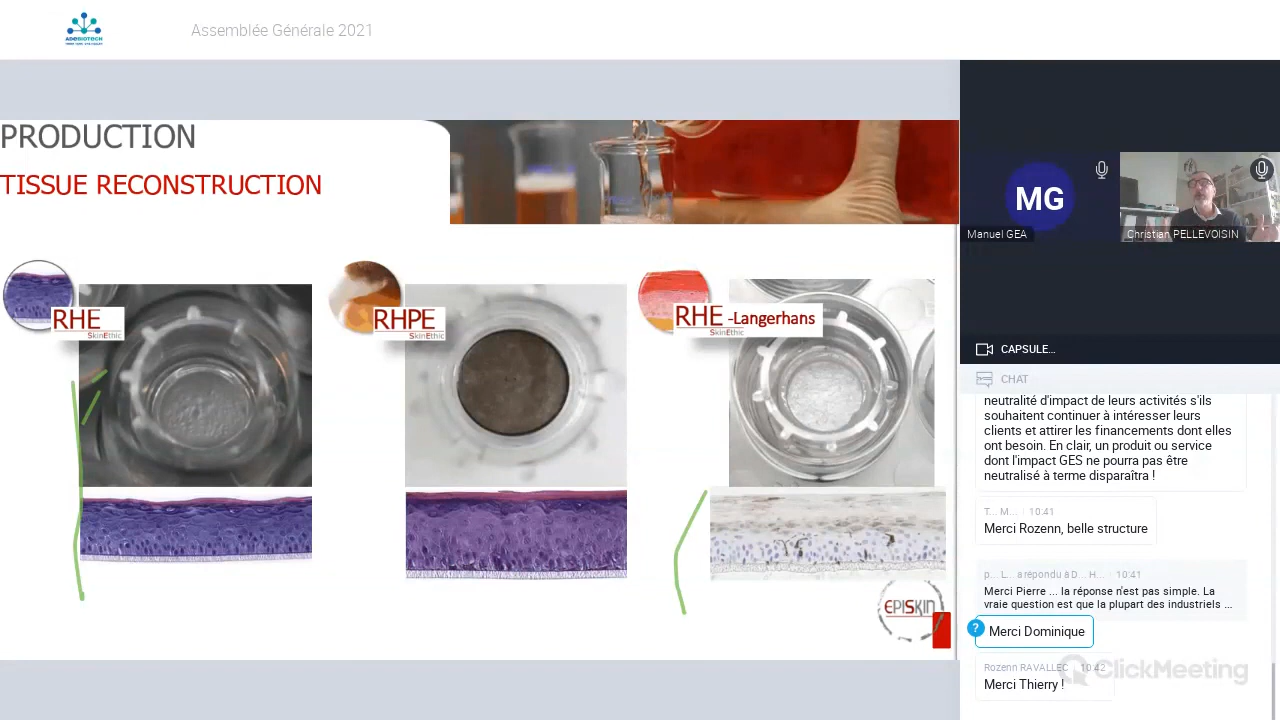 ADEBIOTECH
Assemblée Générale 2021
PRODUCTION
TISSUE RECONSTRUCTION
RHE
SkinEthic
RHPE
SkinEthic
RHE -Langerhans
SkinEthic
EPISKIN
MG
Manuel GEA
Christian PELLEVOISIN
CAPSULE...
CHAT
neutralité d'impact de leurs activités s'ils
souhaitent continuer à intéresser leurs
clients et attirer les financements dont elles
ont besoin. En clair, un produit ou service
dont l'impact GES ne pourra pas être
neutralisé à terme disparaîtra !
T... M... 10:41
Merci Rozenn, belle structure
p... L... a répondu à D... H... 10:41
Merci Pierre ... la réponse n'est pas simple. La
vraie question est que la plupart des industriels ...
?
Merci Dominique
Rozenn RAVALLEC 10:42
Merci Thierry !
ClickMeeting